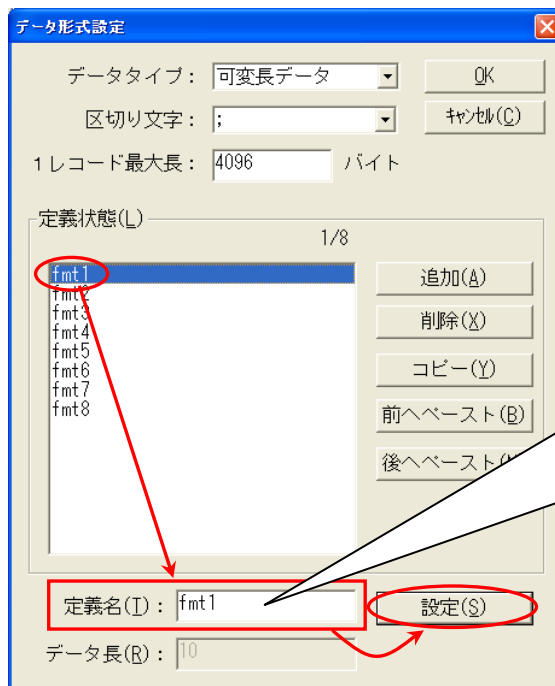 データ形式設定
データタイプ： 可変長データ OK
区切り文字： ; ｷｬﾝｾﾙ(C)
１レコード最大長： 4096 バイト
定義状態(L)
1/8
fmt1
fmt2
fmt3
fmt4
fmt5
fmt6
fmt7
fmt8
追加(A)
削除(X)
コピー(Y)
前へペースト(B)
後へペースト
定義名(T)： fmt1 設定(S)
データ長(R)： 10